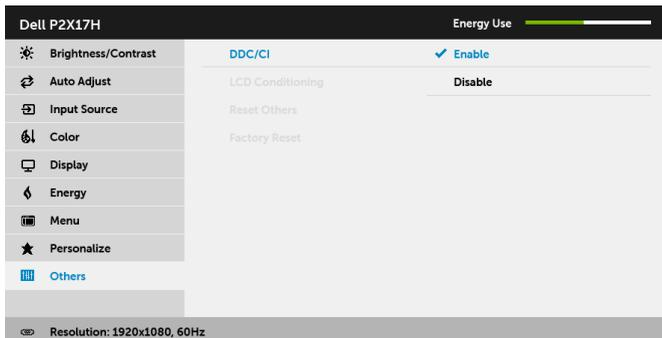 Dell P2X17H Energy Use
Brightness/Contrast DDC/CI Enable
Auto Adjust LCD Conditioning Disable
Input Source Reset Others
Color Factory Reset
Display
Energy
Menu
Personalize
Others
Resolution: 1920x1080, 60Hz